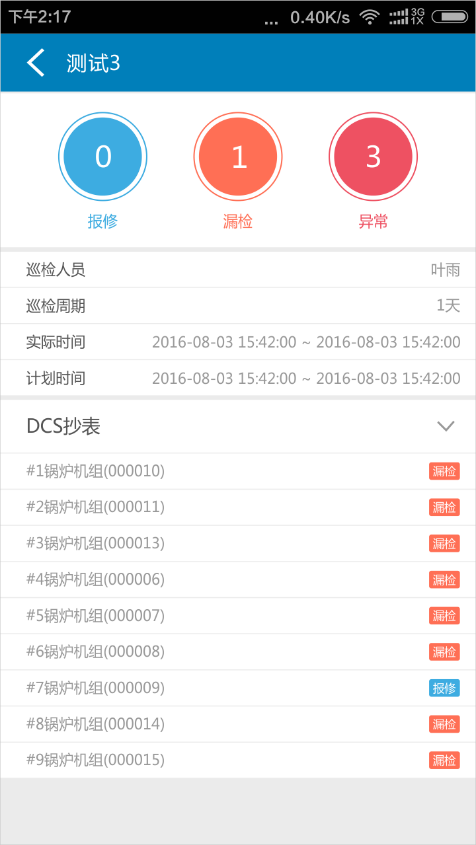 下午2:17 ... 0.40K/s 3G 1X
测试3
0 1 3
报修 漏检 异常
巡检人员 叶雨
巡检周期 1天
实际时间 2016-08-03 15:42:00 ~ 2016-08-03 15:42:00
计划时间 2016-08-03 15:42:00 ~ 2016-08-03 15:42:00
DCS抄表
#1锅炉机组(000010) 漏检
#2锅炉机组(000011) 漏检
#3锅炉机组(000013) 漏检
#4锅炉机组(000006) 漏检
#5锅炉机组(000007) 漏检
#6锅炉机组(000008) 漏检
#7锅炉机组(000009) 报修
#8锅炉机组(000014) 漏检
#9锅炉机组(000015) 漏检